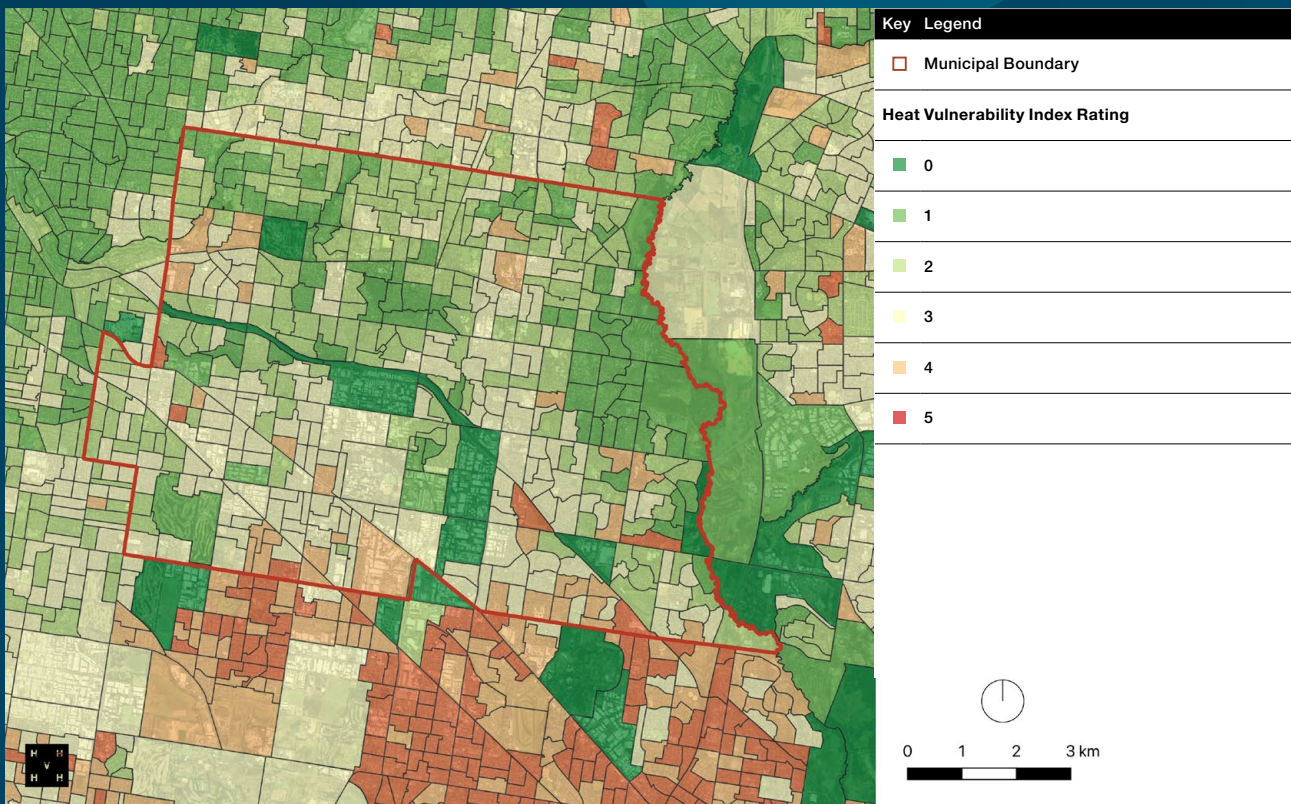 Key Legend
Municipal Boundary
Heat Vulnerability Index Rating
0
1
2
3
4
5
0 1 2 3 km
H H
V
H H